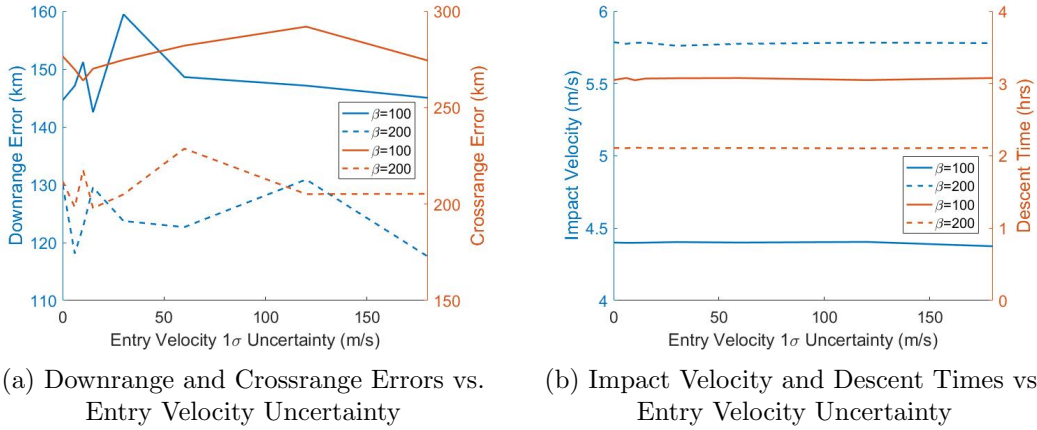 160
150
140
130
120
110
Downrange Error (km)
300
250
200
150
Crossrange Error (km)
β=100
β=200
β=100
β=200
0
50
100
150
Entry Velocity 1σ Uncertainty (m/s)
6
5.5
5
4.5
4
Impact Velocity (m/s)
4
3
2
1
0
Descent Time (hrs)
β=100
β=200
β=100
β=200
0
50
100
150
Entry Velocity 1σ Uncertainty (m/s)
(a) Downrange and Crossrange Errors vs.
Entry Velocity Uncertainty
(b) Impact Velocity and Descent Times vs
Entry Velocity Uncertainty